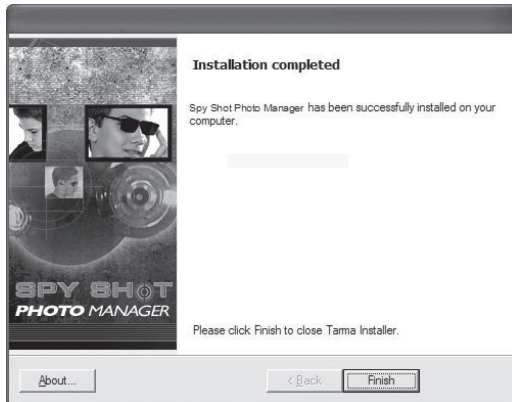 Installation completed
Spy Shot Photo Manager has been successfully installed on your
computer.
SPY SHOT
PHOTO MANAGER
Please click Finish to close Tarma Installer.
About...
< Back
Finish